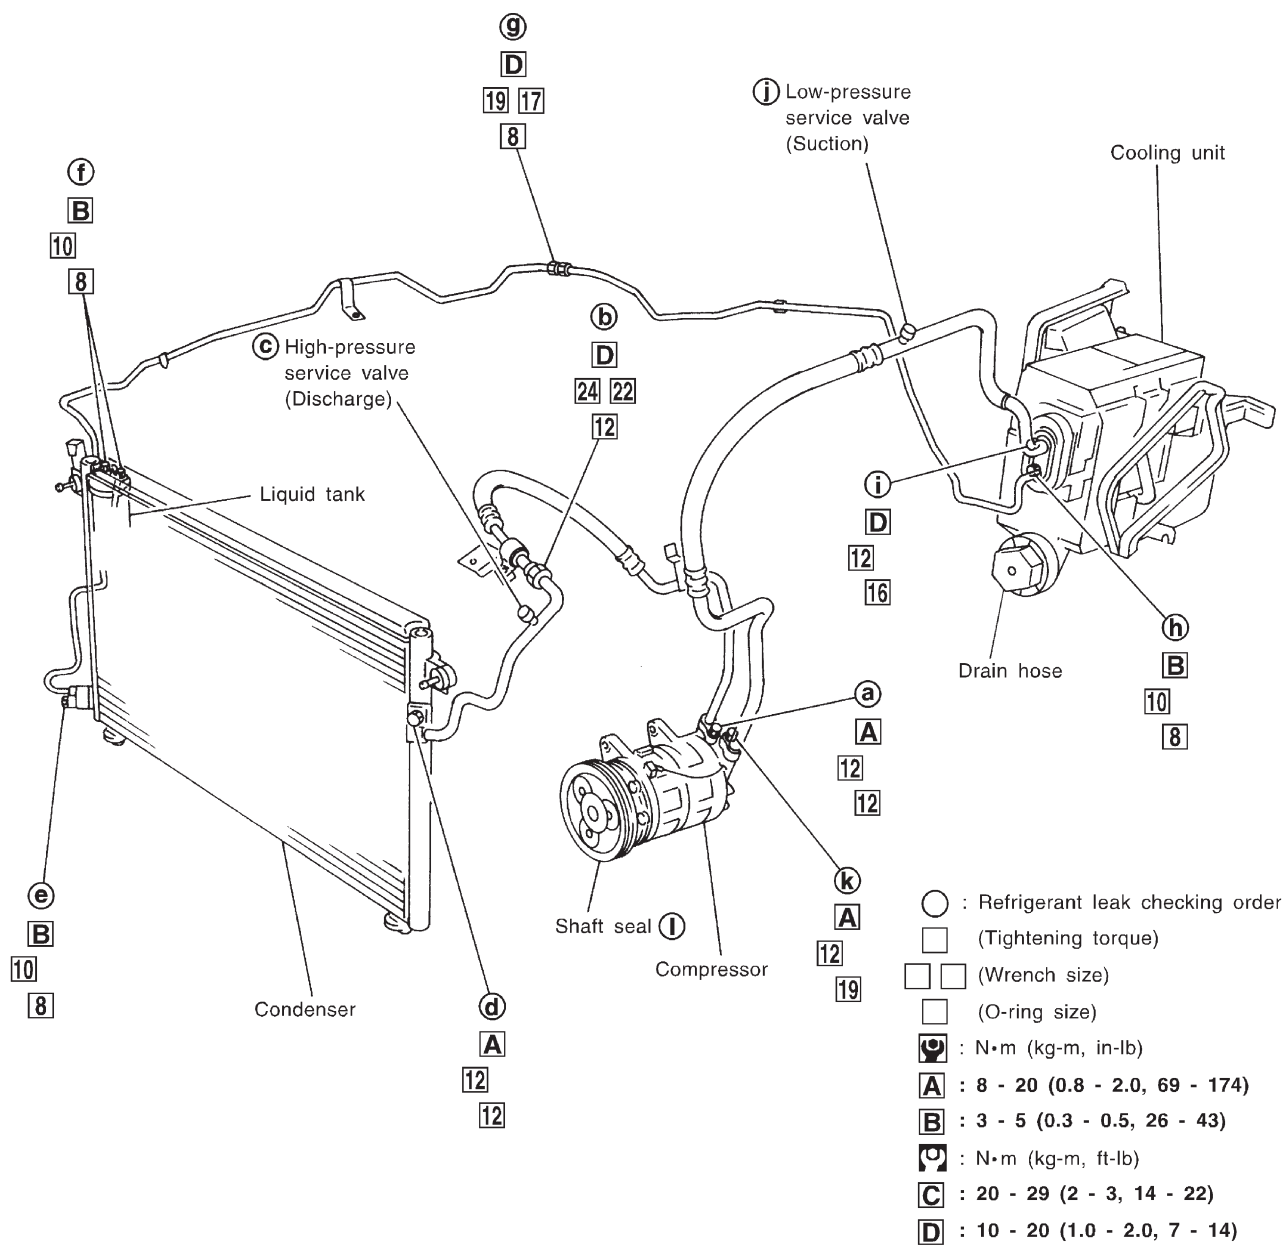 g
D
19 17
8
j Low-pressure
service valve
(Suction)
Cooling unit
f
B
10
8
b
D
24 22
12
c High-pressure
service valve
(Discharge)
Liquid tank
i
D
12
16
h
B
10
8
Drain hose
a
A
12
12
k
A
12
19
e
B
10
8
Shaft seal l
Compressor
Condenser
d
A
12
12
: Refrigerant leak checking order
(Tightening torque)
(Wrench size)
(O-ring size)
: N•m (kg-m, in-lb)
A : 8 - 20 (0.8 - 2.0, 69 - 174)
B : 3 - 5 (0.3 - 0.5, 26 - 43)
: N•m (kg-m, ft-lb)
C : 20 - 29 (2 - 3, 14 - 22)
D : 10 - 20 (1.0 - 2.0, 7 - 14)